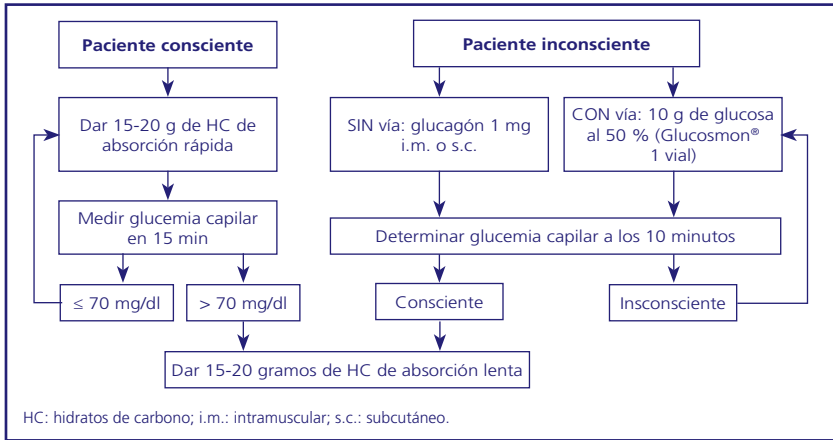 Paciente consciente
Paciente inconsciente
Dar 15-20 g de HC de
absorción rápida
SIN vía: glucagón 1 mg
i.m. o s.c.
CON vía: 10 g de glucosa
al 50 % (Glucosmon®
1 vial)
Medir glucemia capilar
en 15 min
Determinar glucemia capilar a los 10 minutos
≤ 70 mg/dl
> 70 mg/dl
Consciente
Insconsciente
Dar 15-20 gramos de HC de absorción lenta
HC: hidratos de carbono; i.m.: intramuscular; s.c.: subcutáneo.